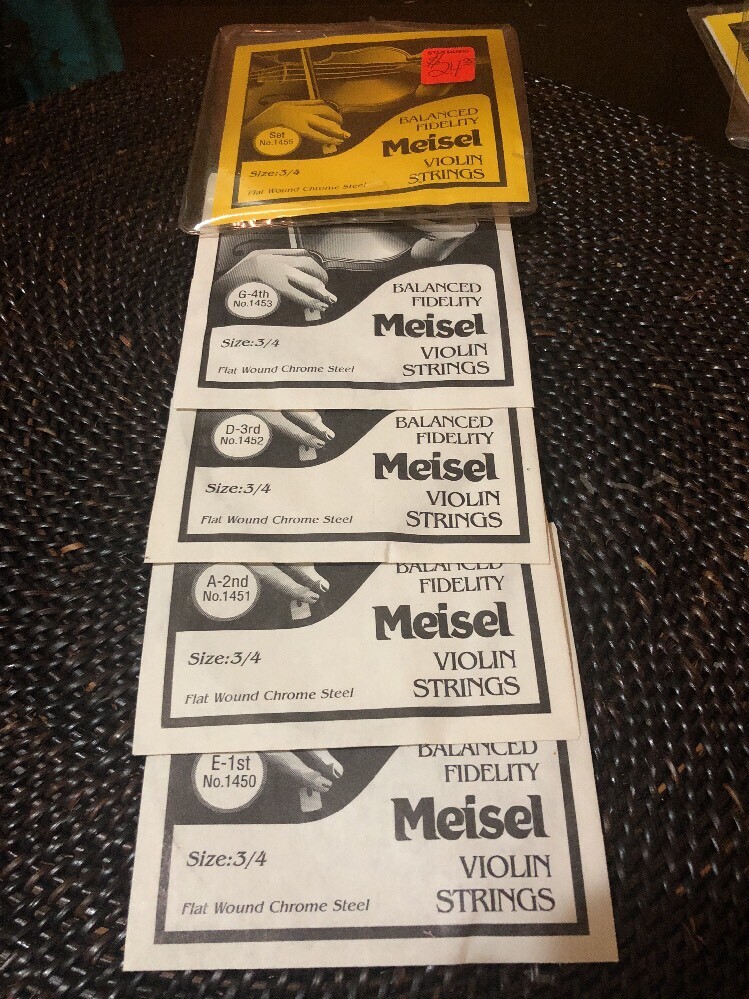 STAR MUSIC
Set
No.1455
BALANCED
FIDELITY
Meisel
VIOLIN
STRINGS
Size:3/4
Flat Wound Chrome Steel
G-4th
No.1453
BALANCED
FIDELITY
Meisel
VIOLIN
STRINGS
Size:3/4
Flat Wound Chrome Steel
D-3rd
No.1452
BALANCED
FIDELITY
Meisel
VIOLIN
STRINGS
Size:3/4
Flat Wound Chrome Steel
A-2nd
No.1451
BALANCED
FIDELITY
Meisel
VIOLIN
STRINGS
Size:3/4
Flat Wound Chrome Steel
E-1st
No.1450
BALANCED
FIDELITY
Meisel
VIOLIN
STRINGS
Size:3/4
Flat Wound Chrome Steel